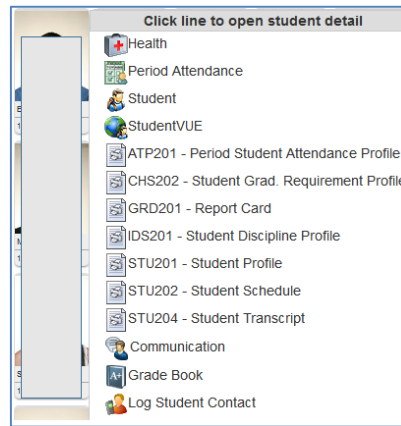 Click line to open student detail
Health
Period Attendance
Student
StudentVUE
ATP201 - Period Student Attendance Profile
CHS202 - Student Grad. Requirement Profile
GRD201 - Report Card
IDS201 - Student Discipline Profile
STU201 - Student Profile
STU202 - Student Schedule
STU204 - Student Transcript
Communication
A+
Grade Book
Log Student Contact